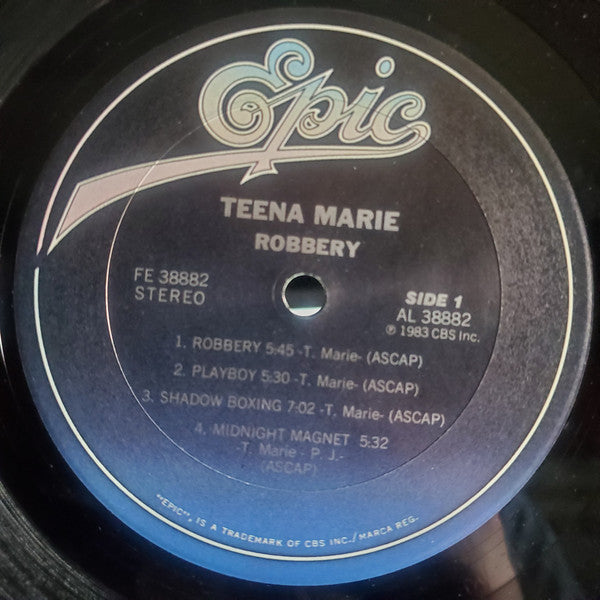 Epic
TEENA MARIE
ROBBERY
FE 38882
STEREO
SIDE 1
AL 38882
℗ 1983 CBS Inc.
1. ROBBERY 5:45 -T. Marie- (ASCAP)
2. PLAYBOY 5:30 -T. Marie- (ASCAP)
3. SHADOW BOXING 7:02 -T. Marie- (ASCAP)
4. MIDNIGHT MAGNET 5:32
-T. Marie - P. J.-
(ASCAP)
"EPIC", IS A TRADEMARK OF CBS INC./MARCA REG.